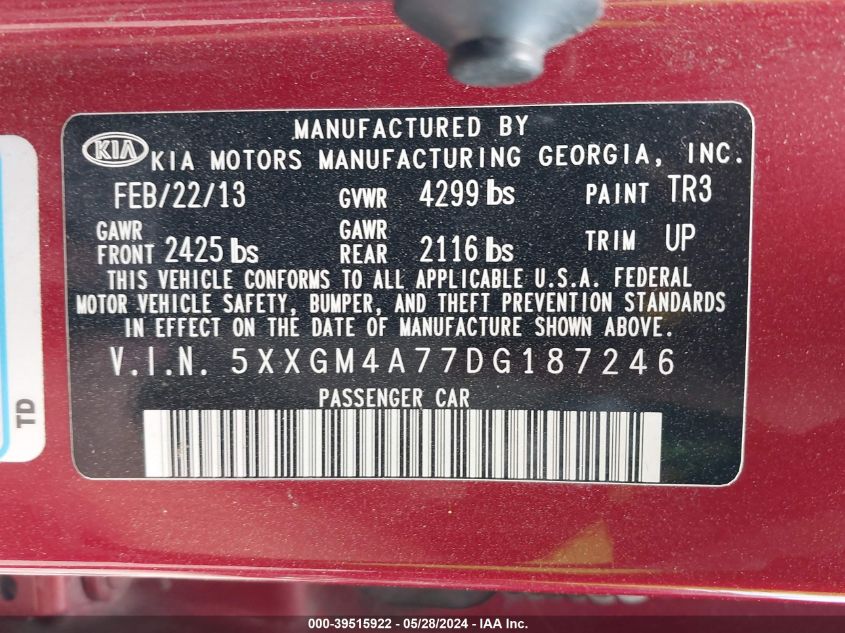 MANUFACTURED BY
KIA KIA MOTORS MANUFACTURING GEORGIA, INC.
FEB/22/13 GVWR 4299 lbs PAINT TR3
GAWR FRONT 2425 lbs GAWR REAR 2116 lbs TRIM UP
THIS VEHICLE CONFORMS TO ALL APPLICABLE U.S.A. FEDERAL
MOTOR VEHICLE SAFETY, BUMPER, AND THEFT PREVENTION STANDARDS
IN EFFECT ON THE DATE OF MANUFACTURE SHOWN ABOVE.
V.I.N. 5XXGM4A77DG187246
PASSENGER CAR
TD
000-39515922 - 05/28/2024 - IAA, Inc.